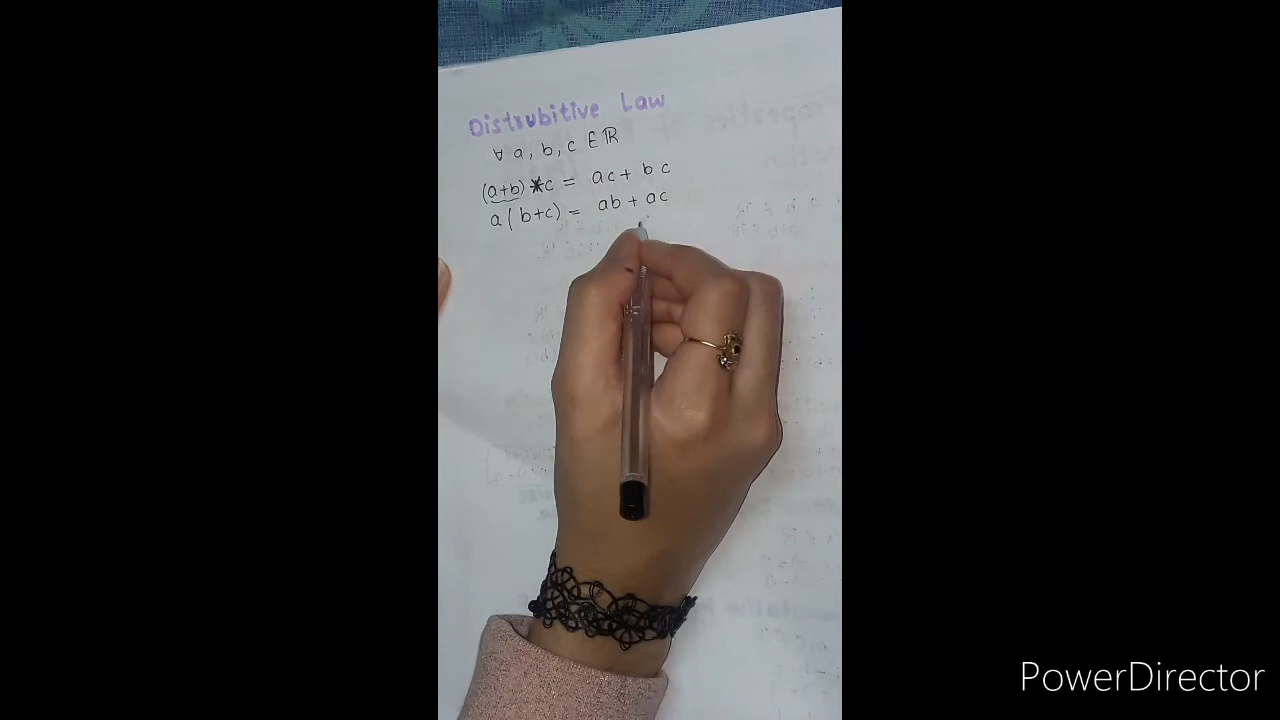 Distrubitive Law
∀ a, b, c ∈ ℝ
(a+b) *c = ac + bc
a(b+c) = ab + ac
PowerDirector